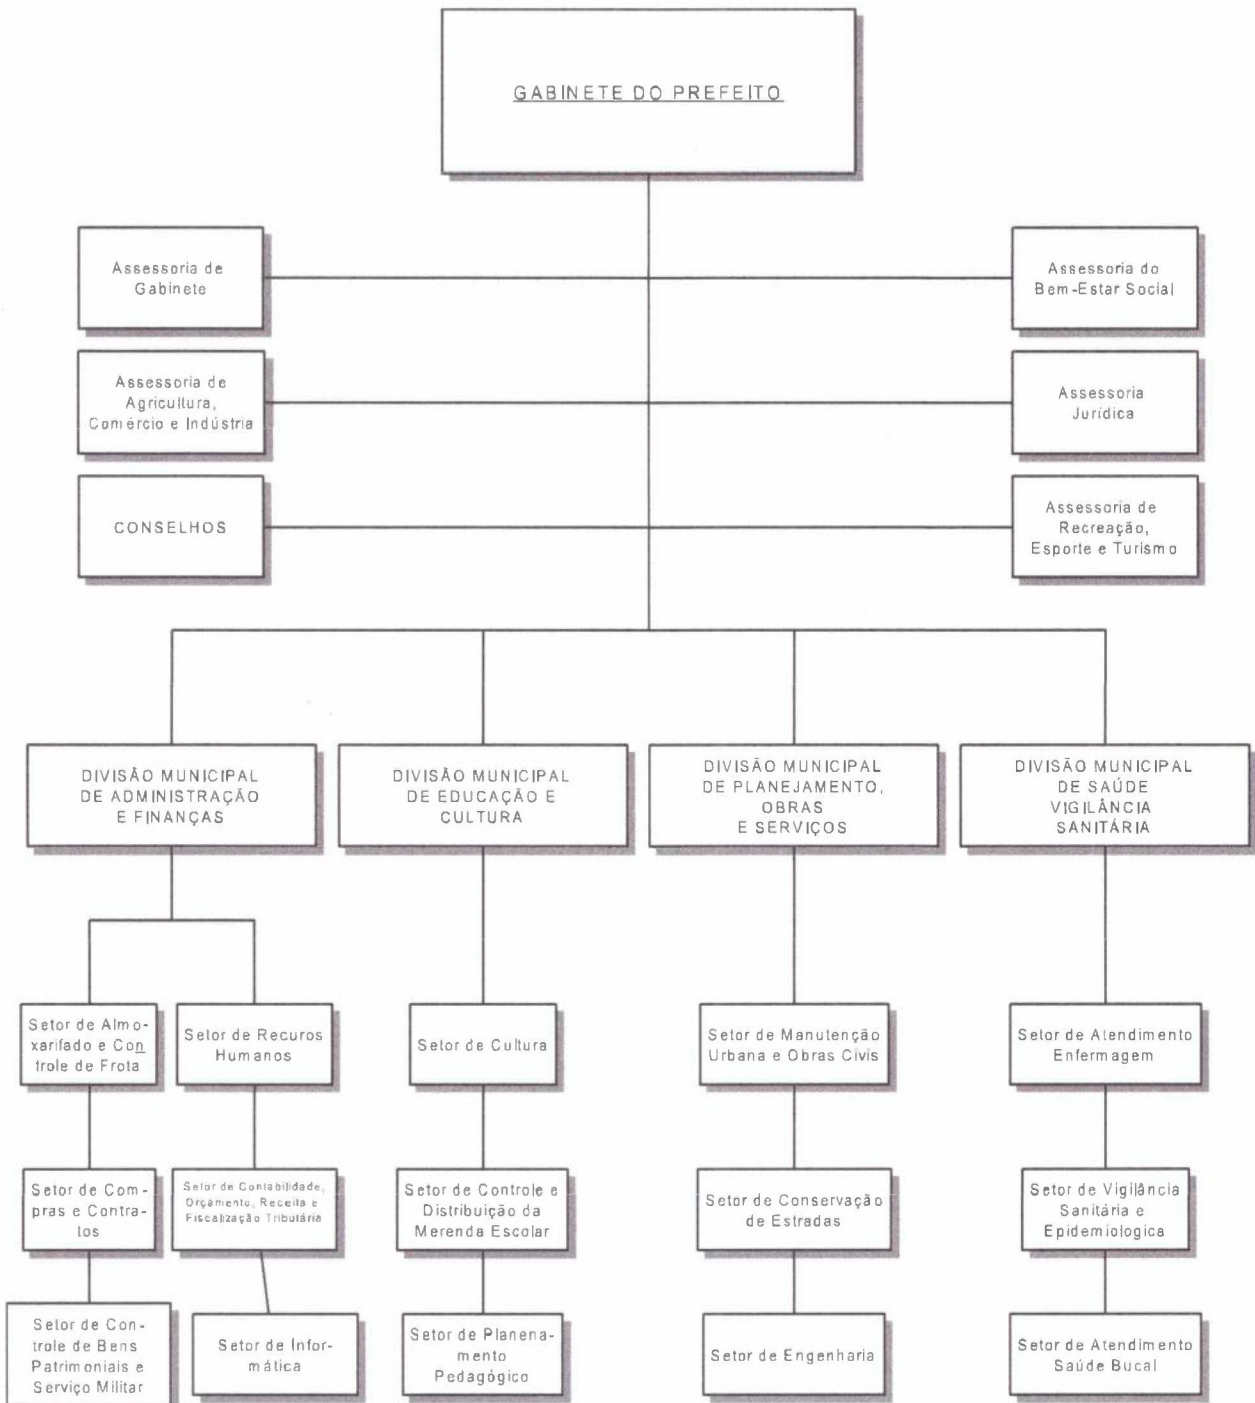 GABINETE DO PREFEITO
Assessoria de
Gabinete
Assessoria do
Bem-Estar Social
Assessoria de
Agricultura,
Comércio e Indústria
Assessoria
Jurídica
CONSELHOS
Assessoria de
Recreação,
Esporte e Turismo
DIVISÃO MUNICIPAL
DE ADMINISTRAÇÃO
E FINANÇAS
DIVISÃO MUNICIPAL
DE EDUCAÇÃO E
CULTURA
DIVISÃO MUNICIPAL
DE PLANEJAMENTO,
OBRAS
E SERVIÇOS
DIVISÃO MUNICIPAL
DE SAÚDE
VIGILÂNCIA
SANITÁRIA
Setor de Almo-
xarifado e Con
trole de Frota
Setor de Recuros
Humanos
Setor de Cultura
Setor de Manutenção
Urbana e Obras Civis
Setor de Atendimento
Enfermagem
Setor de Com-
pras e Contra-
tos
Setor de Contabilidade,
Orçamento, Receita e
Fiscalização Tributária
Setor de Controle e
Distribuição da
Merenda Escolar
Setor de Conservação
de Estradas
Setor de Vigilância
Sanitária e
Epidemiologica
Setor de Con-
trole de Bens
Patrimoniais e
Serviço Militar
Setor de Infor-
mática
Setor de Planena-
mento
Pedagógico
Setor de Engenharia
Setor de Atendimento
Saúde Bucal